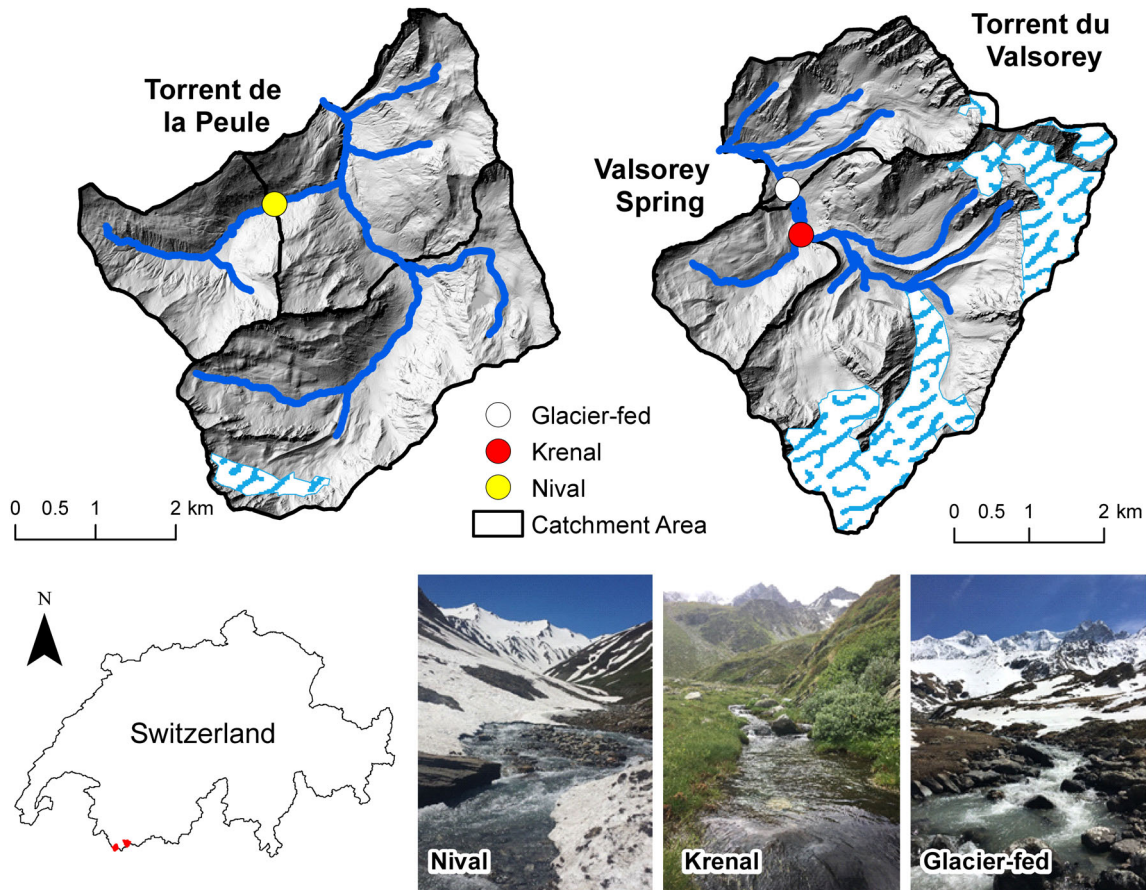 Torrent de
la Peule
Torrent du
Valsorey
Valsorey
Spring
Glacier-fed
Krenal
Nival
Catchment Area
0 0.5 1 2 km
0 0.5 1 2 km
N
Switzerland
Nival
Krenal
Glacier-fed